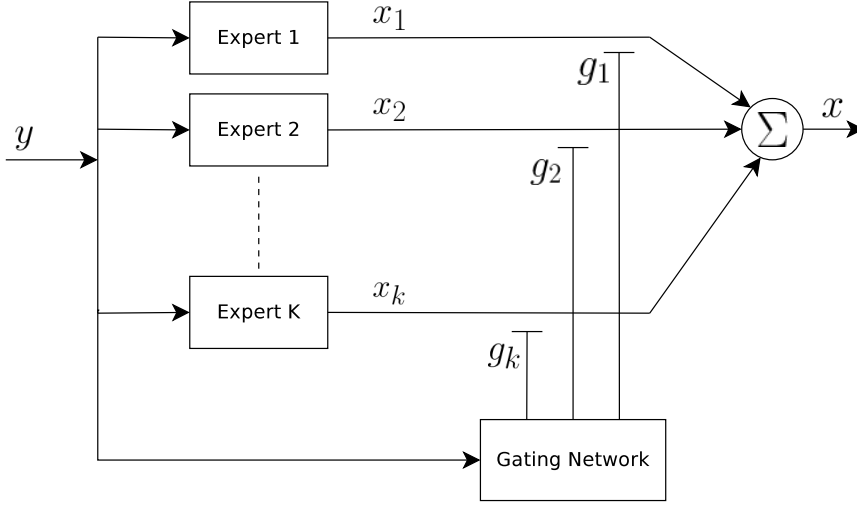 Expert 1
x₁
g₁
Expert 2
x₂
∑
x
y
g₂
Expert K
xₖ
gₖ
Gating Network